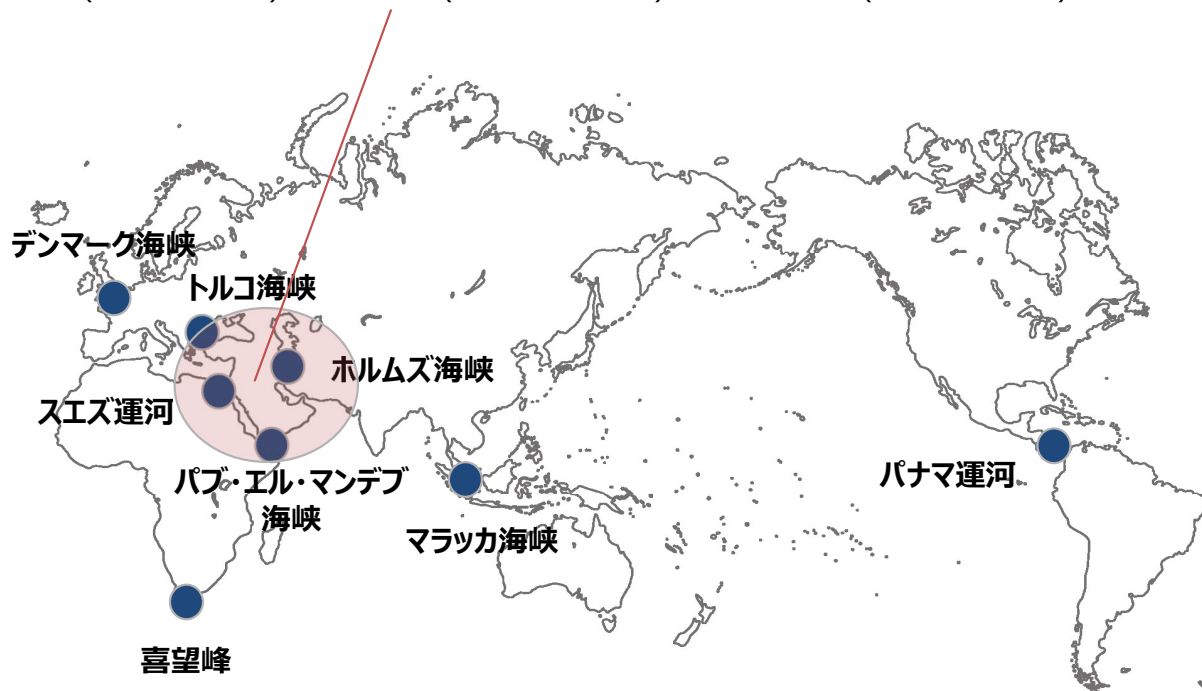 デンマーク海峡
トルコ海峡
ホルムズ海峡
スエズ運河
パブ・エル・マンデブ
海峡
マラッカ海峡
パナマ運河
喜望峰